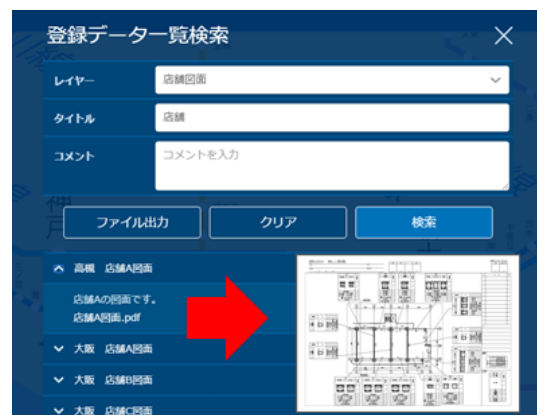 登録データ一覧検索
レイヤー
店舗図面
タイトル
店舗
コメント
コメントを入力
神
戸
ファイル出力
クリア
検索
高槻 店舗A図面
店舗Aの図面です。
店舗A図面.pdf
大阪 店舗A図面
大阪 店舗B図面
大阪 店舗C図面